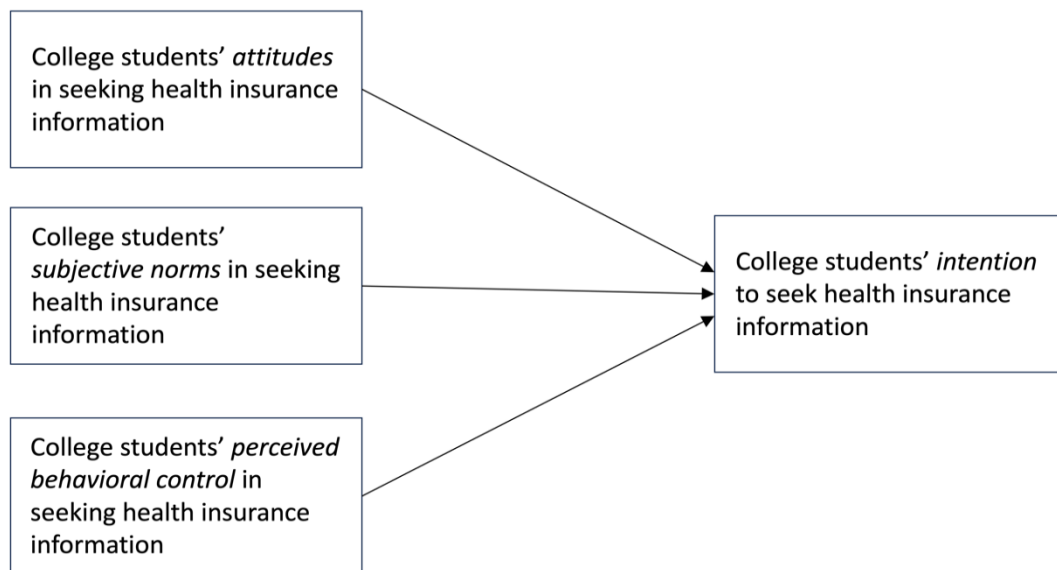 College students’ attitudes
in seeking health insurance
information
College students’
subjective norms in seeking
health insurance
information
College students’ perceived
behavioral control in
seeking health insurance
information
College students’ intention
to seek health insurance
information